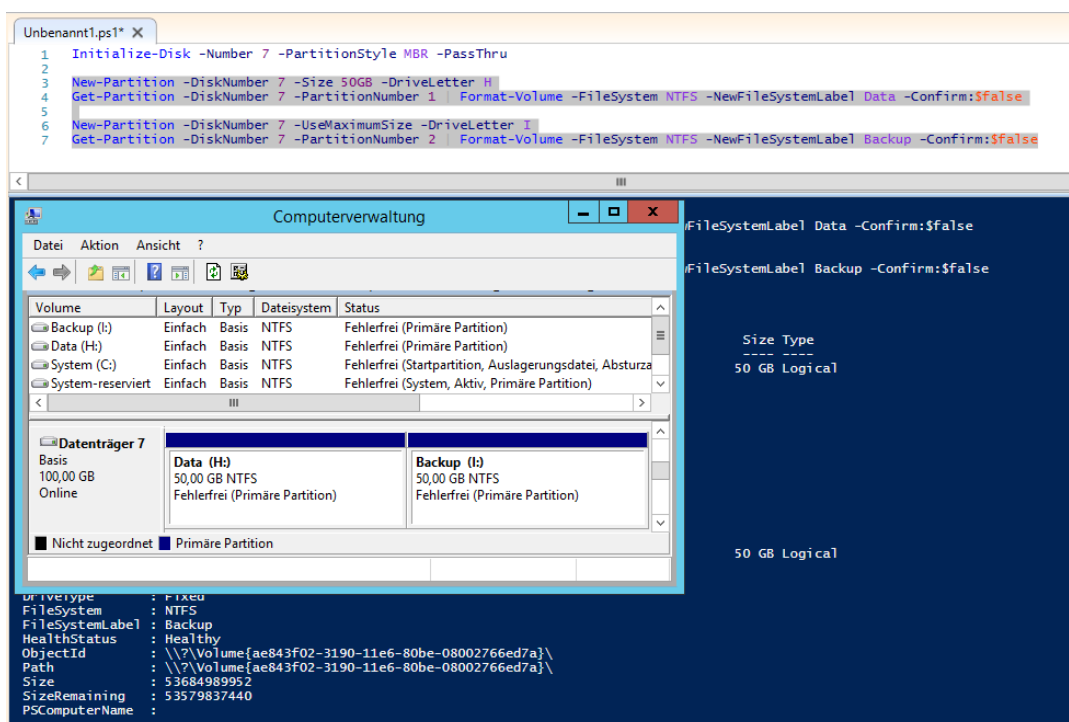 Unbenannt1.ps1* X
1 Initialize-Disk -Number 7 -PartitionStyle MBR -PassThru
2
3 New-Partition -DiskNumber 7 -Size 50GB -DriveLetter H
4 Get-Partition -DiskNumber 7 -PartitionNumber 1 | Format-Volume -FileSystem NTFS -NewFileSystemLabel Data -Confirm:$false
5
6 New-Partition -DiskNumber 7 -UseMaximumSize -DriveLetter I
7 Get-Partition -DiskNumber 7 -PartitionNumber 2 | Format-Volume -FileSystem NTFS -NewFileSystemLabel Backup -Confirm:$false
Computerverwaltung
Datei Aktion Ansicht ?
Volume Layout Typ Dateisystem Status
Backup (I:) Einfach Basis NTFS Fehlerfrei (Primäre Partition)
Data (H:) Einfach Basis NTFS Fehlerfrei (Primäre Partition)
System (C:) Einfach Basis NTFS Fehlerfrei (Startpartition, Auslagerungsdatei, Absturza
System-reserviert Einfach Basis NTFS Fehlerfrei (System, Aktiv, Primäre Partition)
Datenträger 7
Basis
100,00 GB
Online
Data (H:)
50,00 GB NTFS
Fehlerfrei (Primäre Partition)
Backup (I:)
50,00 GB NTFS
Fehlerfrei (Primäre Partition)
Nicht zugeordnet Primäre Partition
FileSystemLabel Data -Confirm:$false
FileSystemLabel Backup -Confirm:$false
Size Type
---- ----
50 GB Logical
50 GB Logical
DriveType : Fixed
FileSystem : NTFS
FileSystemLabel : Backup
HealthStatus : Healthy
ObjectId : \\?\Volume{ae843f02-3190-11e6-80be-08002766ed7a}\
Path : \\?\Volume{ae843f02-3190-11e6-80be-08002766ed7a}\
Size : 53684989952
SizeRemaining : 53579837440
PSComputerName :